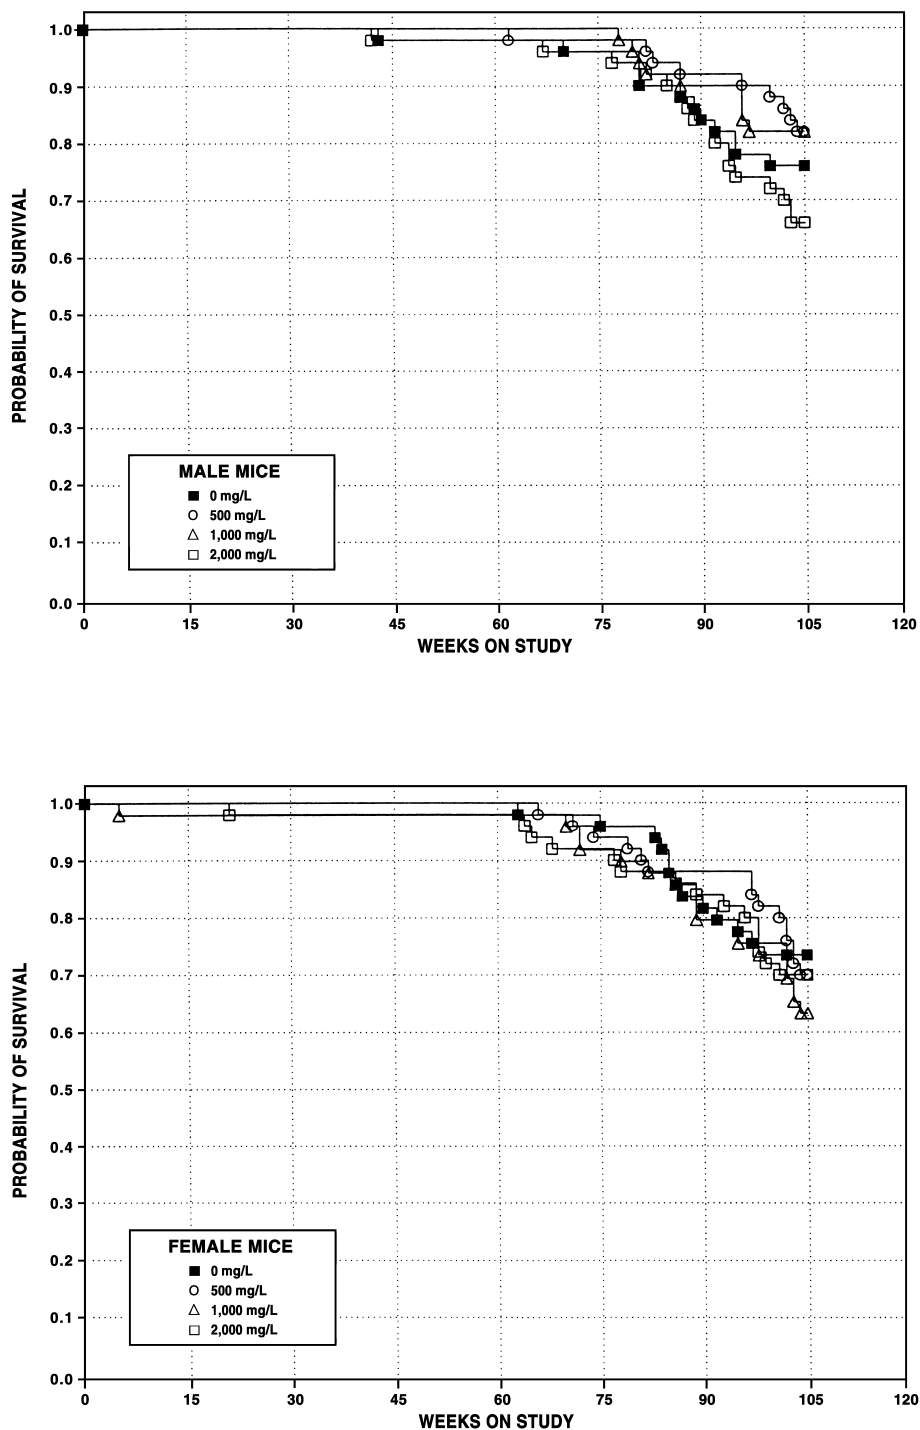 1.0
0.9
0.8
0.7
0.6
0.5
0.4
0.3
0.2
0.1
0.0
PROBABILITY OF SURVIVAL
MALE MICE
0 mg/L
500 mg/L
1,000 mg/L
2,000 mg/L
0 15 30 45 60 75 90 105 120
WEEKS ON STUDY
1.0
0.9
0.8
0.7
0.6
0.5
0.4
0.3
0.2
0.1
0.0
PROBABILITY OF SURVIVAL
FEMALE MICE
0 mg/L
500 mg/L
1,000 mg/L
2,000 mg/L
0 15 30 45 60 75 90 105 120
WEEKS ON STUDY